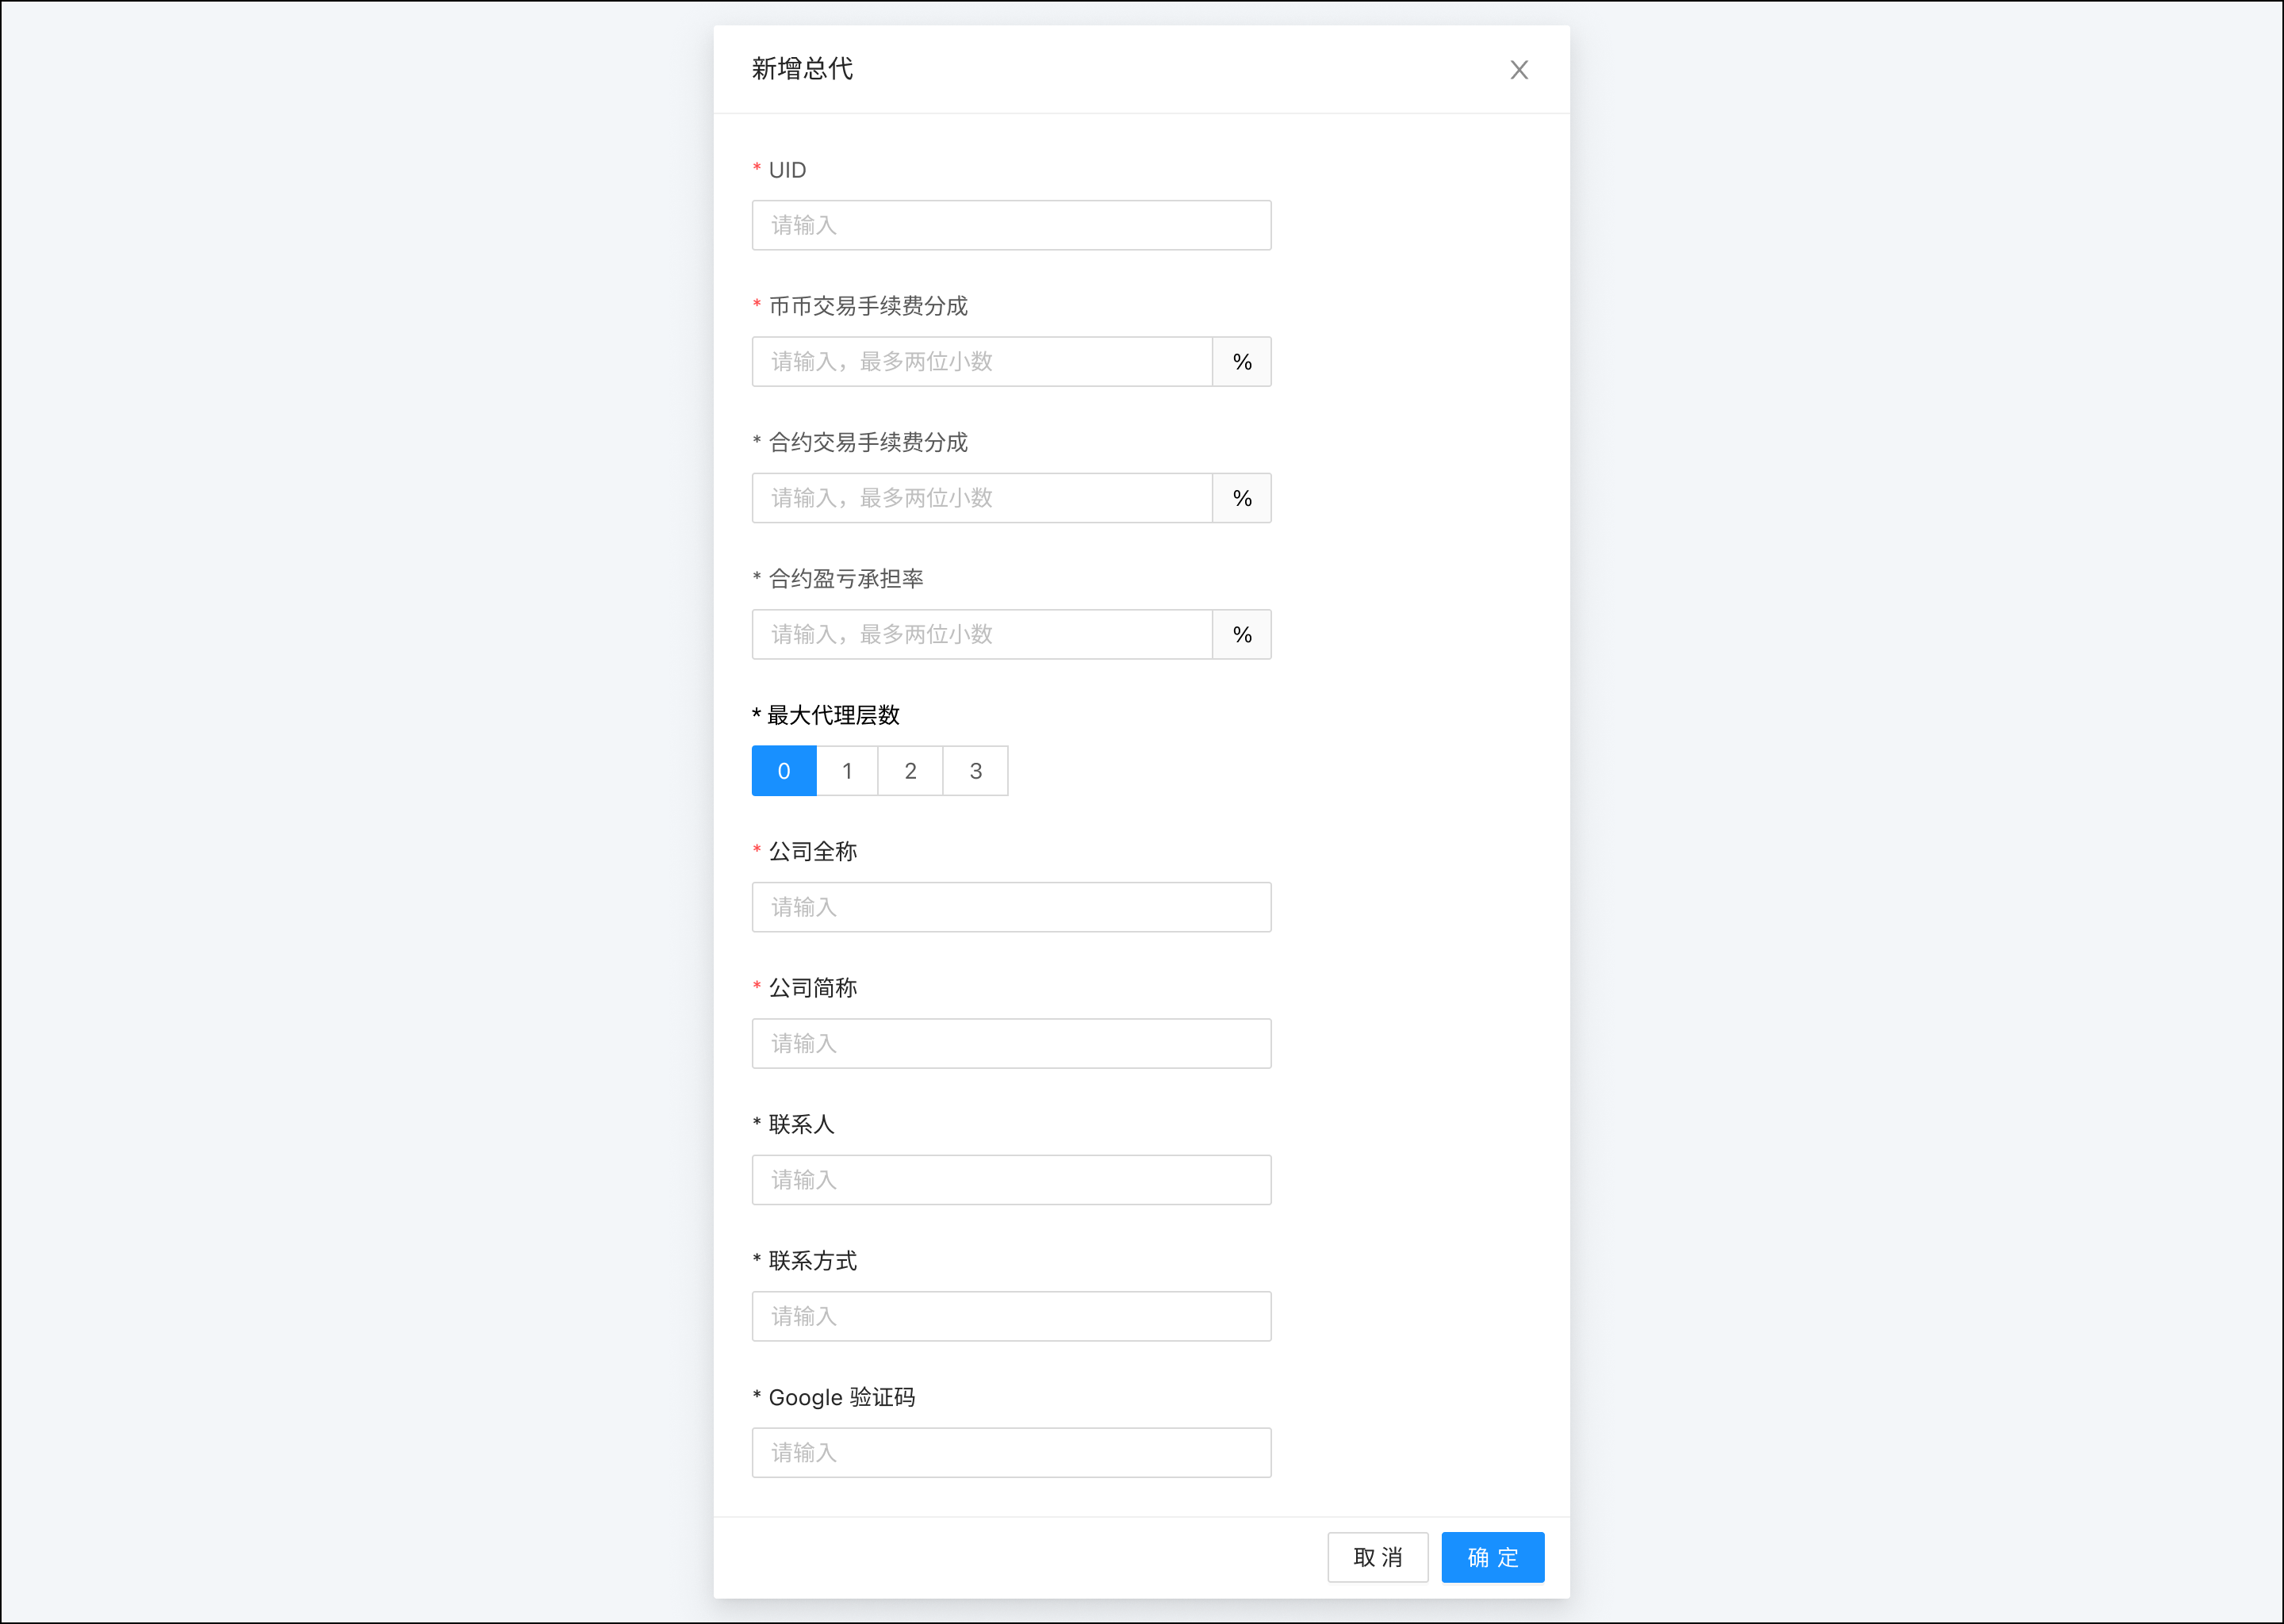 新增总代
* UID
请输入
* 币币交易手续费分成
请输入，最多两位小数 %
* 合约交易手续费分成
请输入，最多两位小数 %
* 合约盈亏承担率
请输入，最多两位小数 %
* 最大代理层数
0 1 2 3
* 公司全称
请输入
* 公司简称
请输入
* 联系人
请输入
* 联系方式
请输入
* Google 验证码
请输入
取 消 确 定